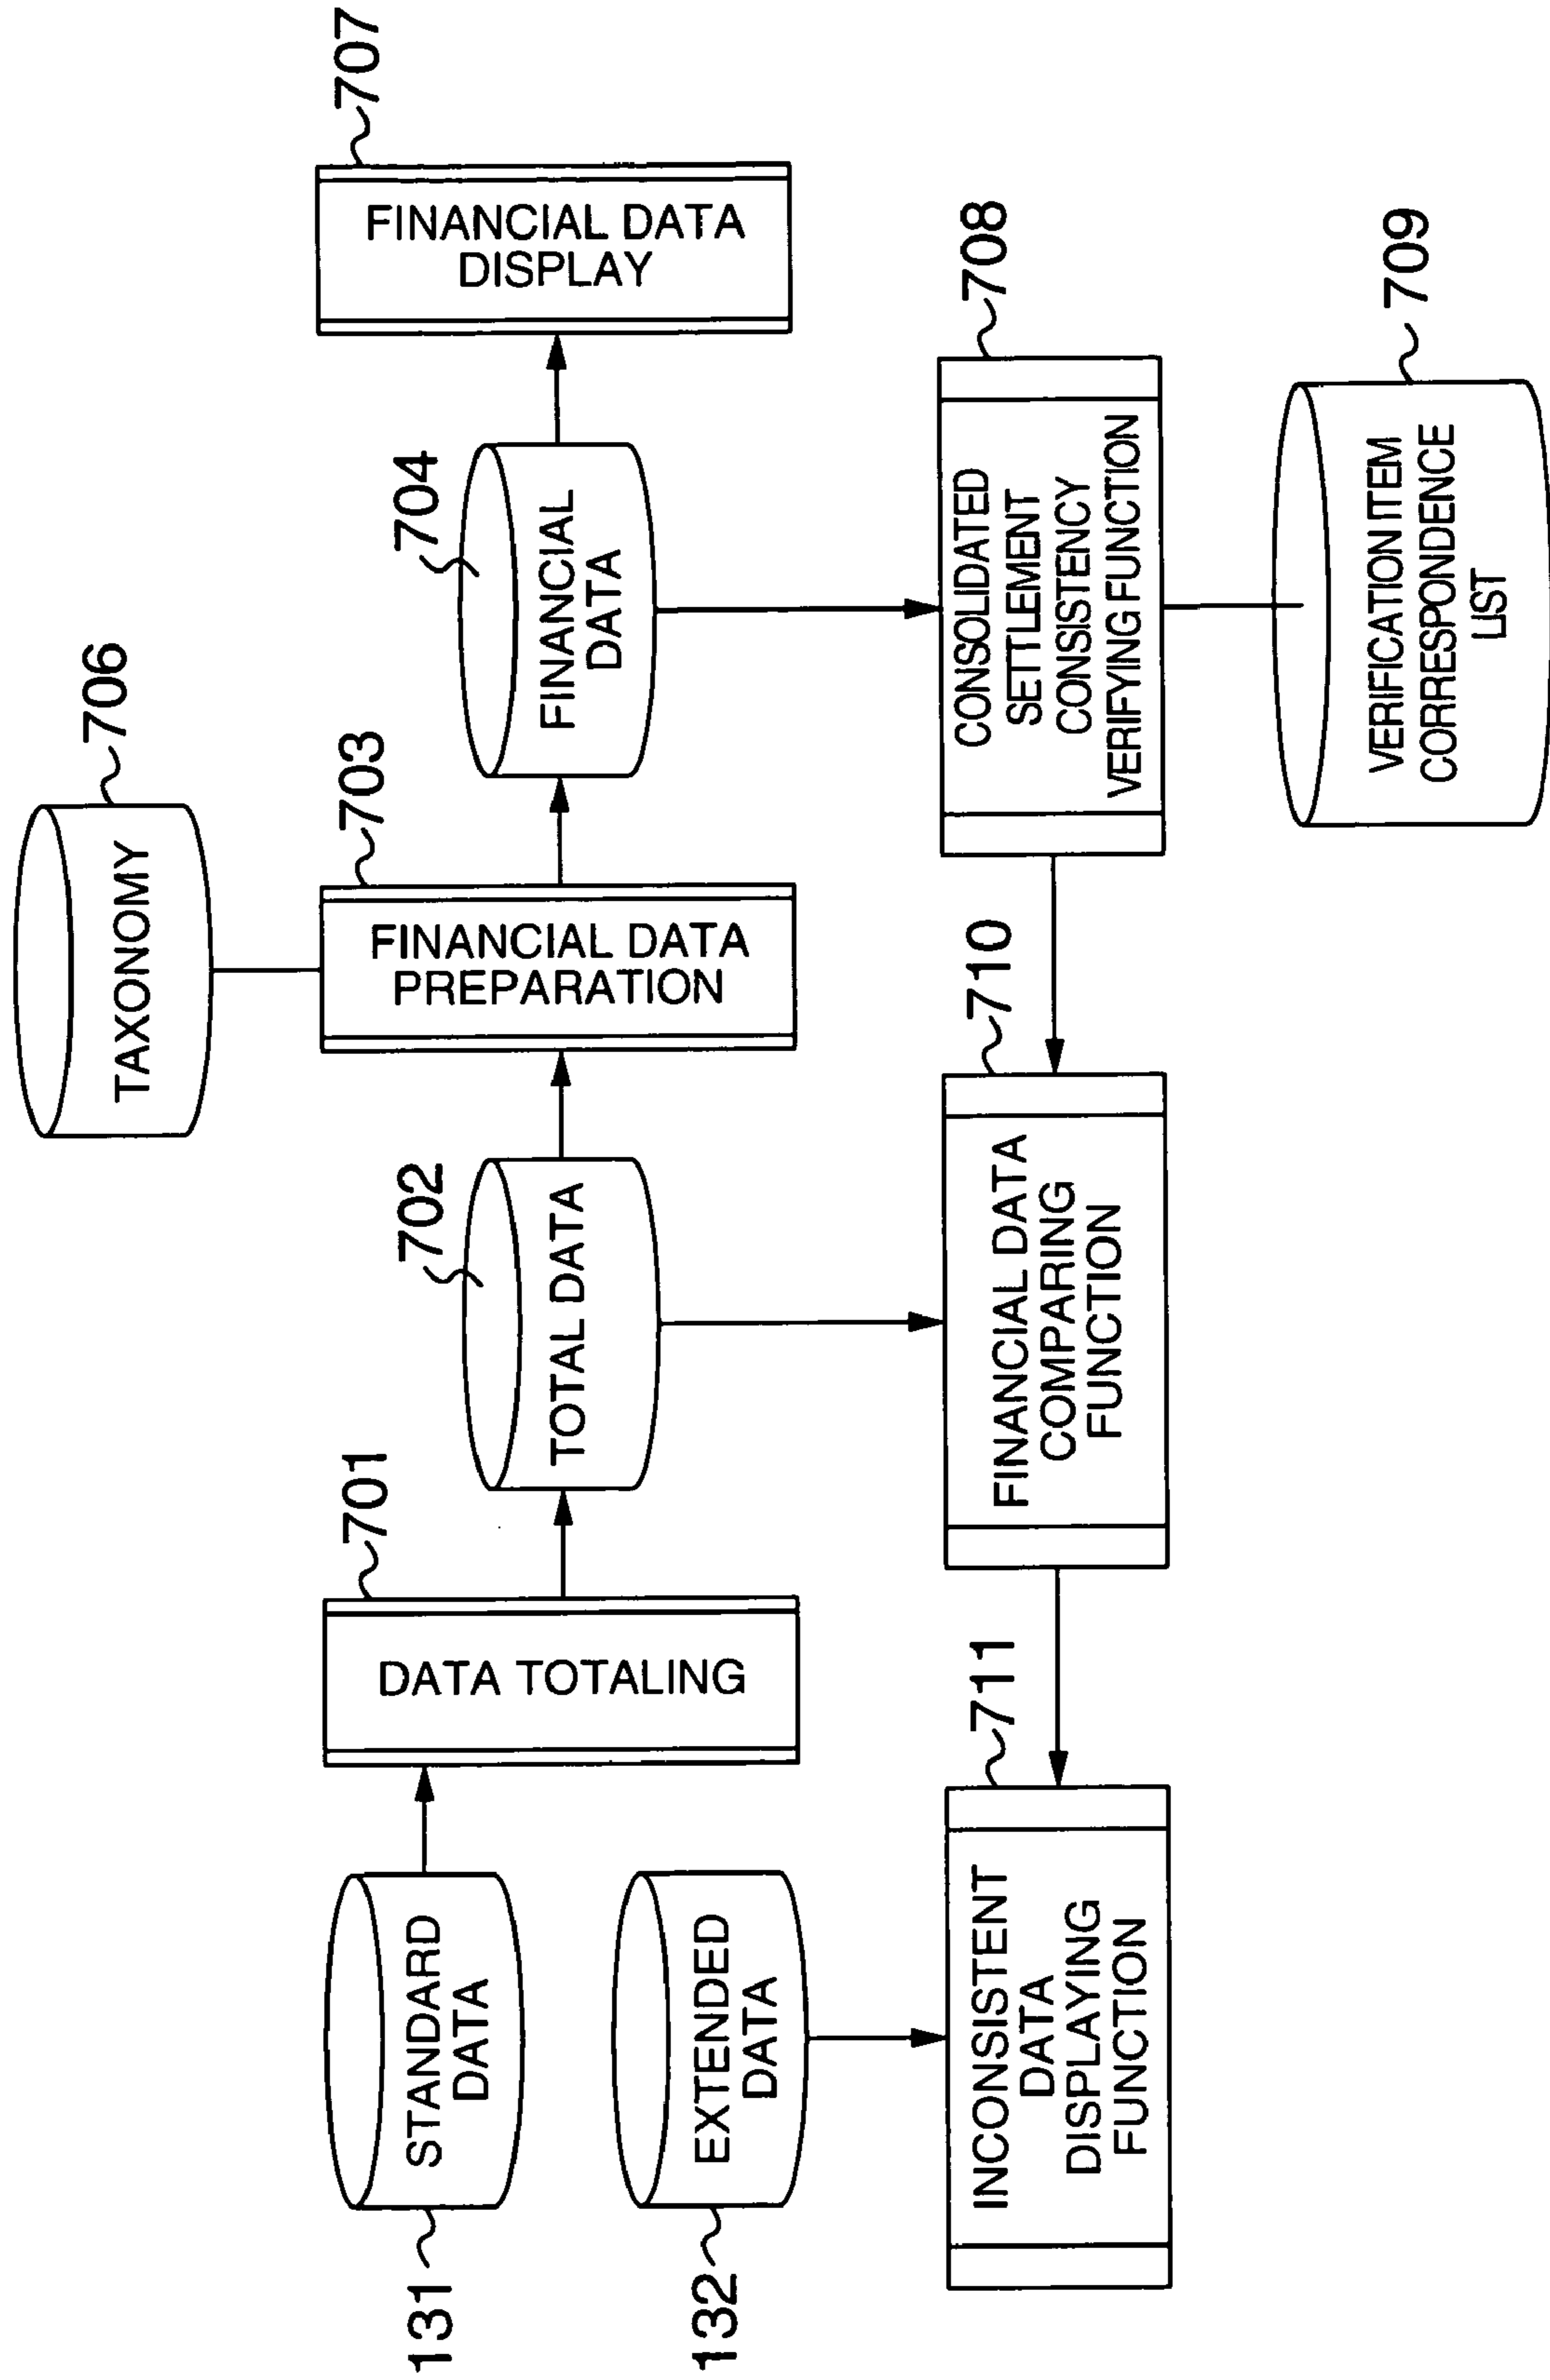 706
TAXONOMY
131
STANDARD
DATA
701
DATA TOTALING
702
TOTAL DATA
703
FINANCIAL DATA
PREPARATION
704
FINANCIAL
DATA
707
FINANCIAL DATA
DISPLAY
132
EXTENDED
DATA
711
INCONSISTENT
DATA
DISPLAYING
FUNCTION
710
FINANCIAL DATA
COMPARING
FUNCTION
708
CONSOLIDATED
SETTLEMENT
CONSISTENCY
VERIFYING FUNCTION
709
VERIFICATION ITEM
CORRESPONDENCE
LIST